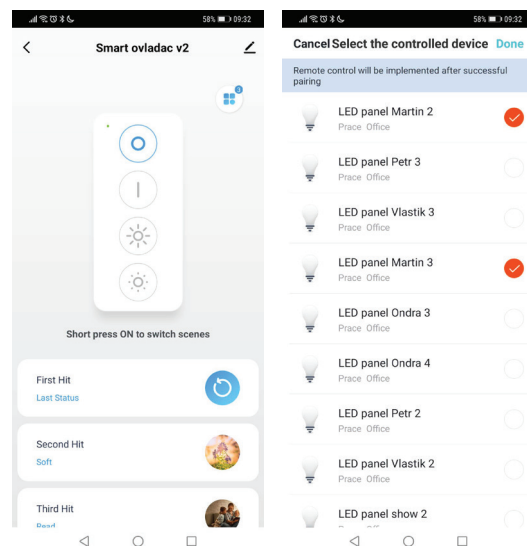 58% 09:32
Smart ovladac v2
3
Short press ON to switch scenes
First Hit
Last Status
Second Hit
Soft
Third Hit
Read
58% 09:32
Cancel Select the controlled device Done
Remote control will be implemented after successful
pairing
LED panel Martin 2
Prace Office
LED panel Petr 3
Prace Office
LED panel Vlastik 3
Prace Office
LED panel Martin 3
Prace Office
LED panel Ondra 3
Prace Office
LED panel Ondra 4
Prace Office
LED panel Petr 2
Prace Office
LED panel Vlastik 2
Prace Office
LED panel show 2